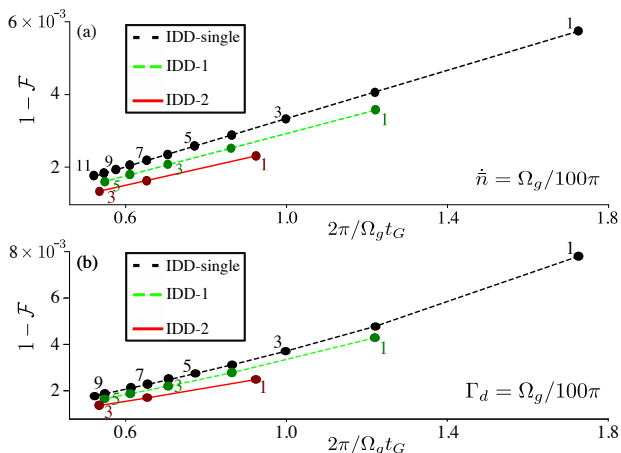 6 × 10⁻³
(a)
IDD-single
IDD-1
IDD-2
1 − F
4
2
11
9
7
5
3
1
5
3
1
3
1
ṅ̄ = Ω_g/100π
0.6
1.0
1.4
1.8
2π/Ω_g t_G
8 × 10⁻³
(b)
IDD-single
IDD-1
IDD-2
1 − F
6
4
2
9
7
5
3
1
5
3
1
3
1
Γ_d = Ω_g/100π
0.6
1.0
1.4
1.8
2π/Ω_g t_G